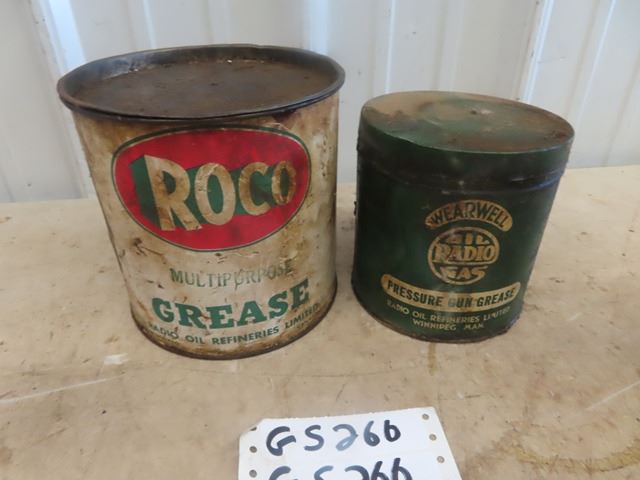 ROCO
MULTIPURPOSE
GREASE
RADIO OIL REFINERIES LIMITED
WEARWELL
OIL
RADIO
GAS
PRESSURE GUN GREASE
RADIO OIL REFINERIES LIMITED
WINNIPEG MAN.
GS266
GS266